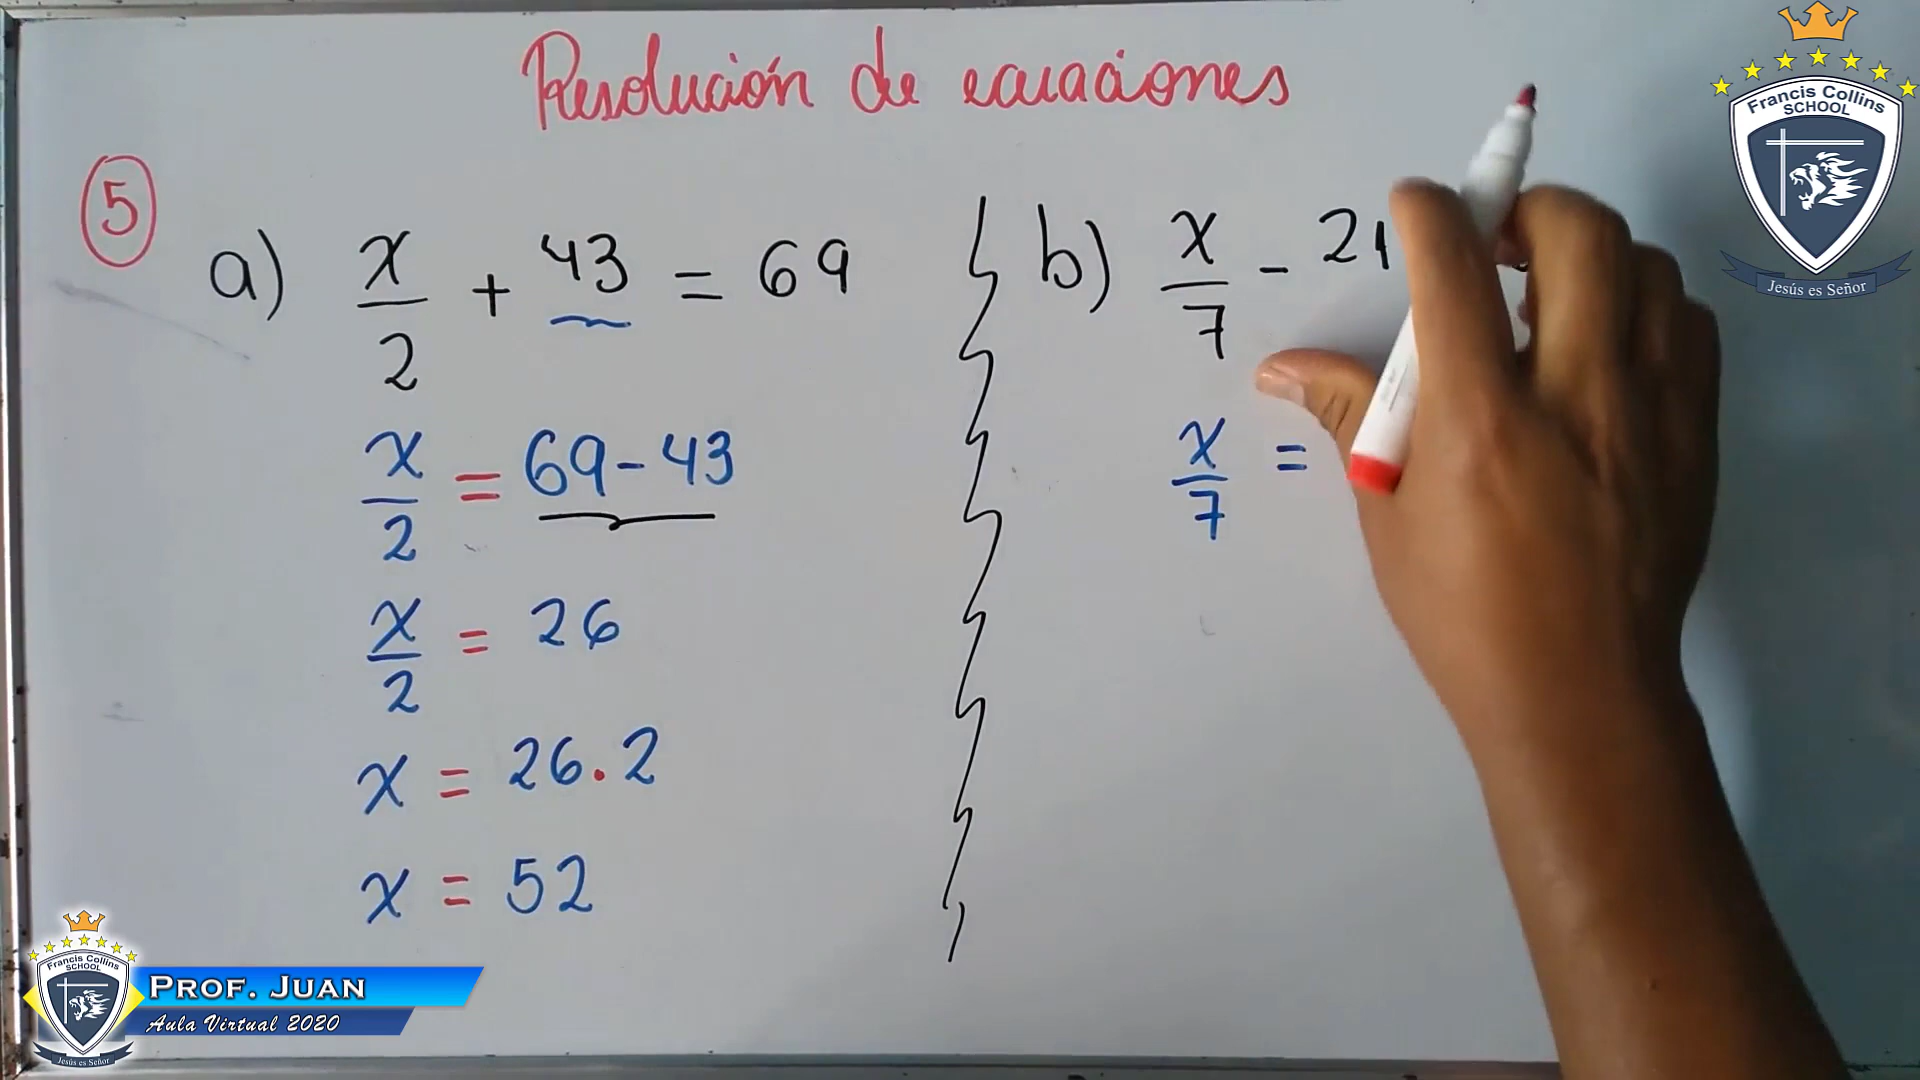 Resolución de ecuaciones
5
a) x/2 + 43 = 69
x/2 = 69 - 43
x/2 = 26
x = 26 . 2
x = 52
b) x/7 - 21
x/7 =
Francis Collins
SCHOOL
Jesús es Señor
Francis Collins
SCHOOL
Jesús es Señor
PROF. JUAN
Aula Virtual 2020